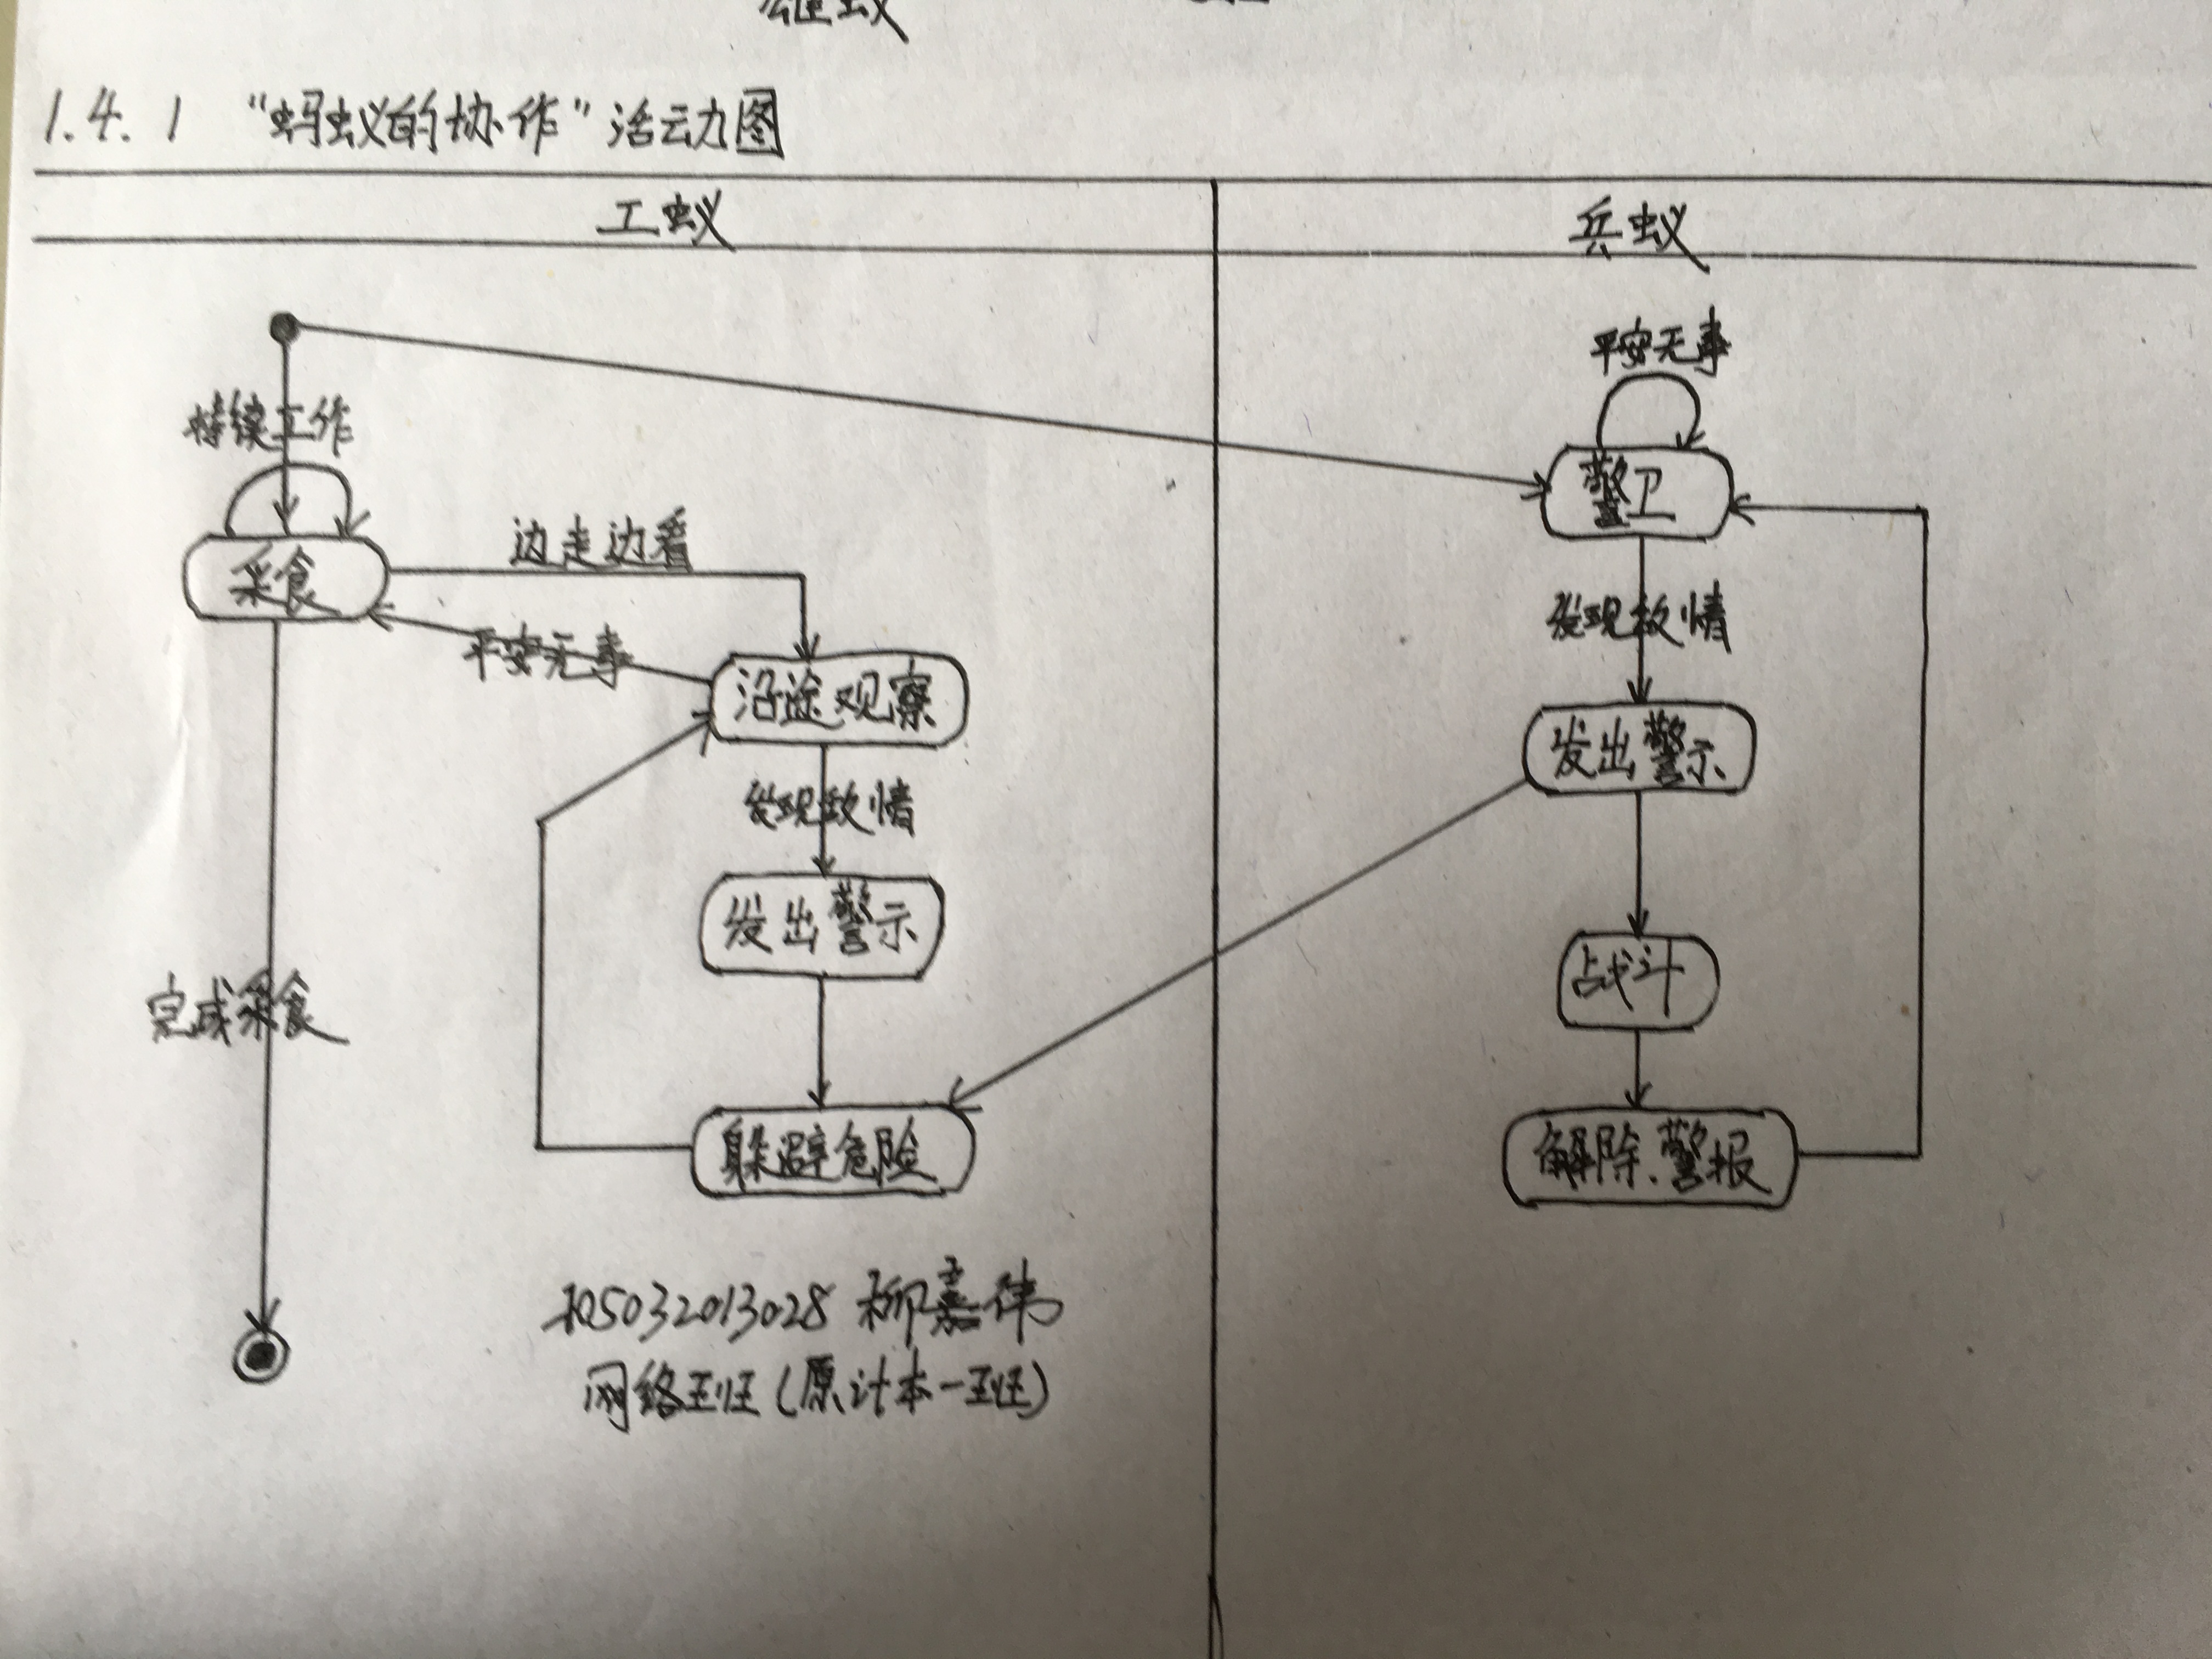 雄蚁
1.4.1 “蚂蚁的协作”活动图
工蚁
兵蚁
平安无事
持续工作
警卫
边走边看
采食
发现敌情
平安无事
沿途观察
发出警示
发现敌情
发出警示
战斗
完成采食
躲避危险
解除警报
105032013028 柳嘉伟
网络班(原计本一班)